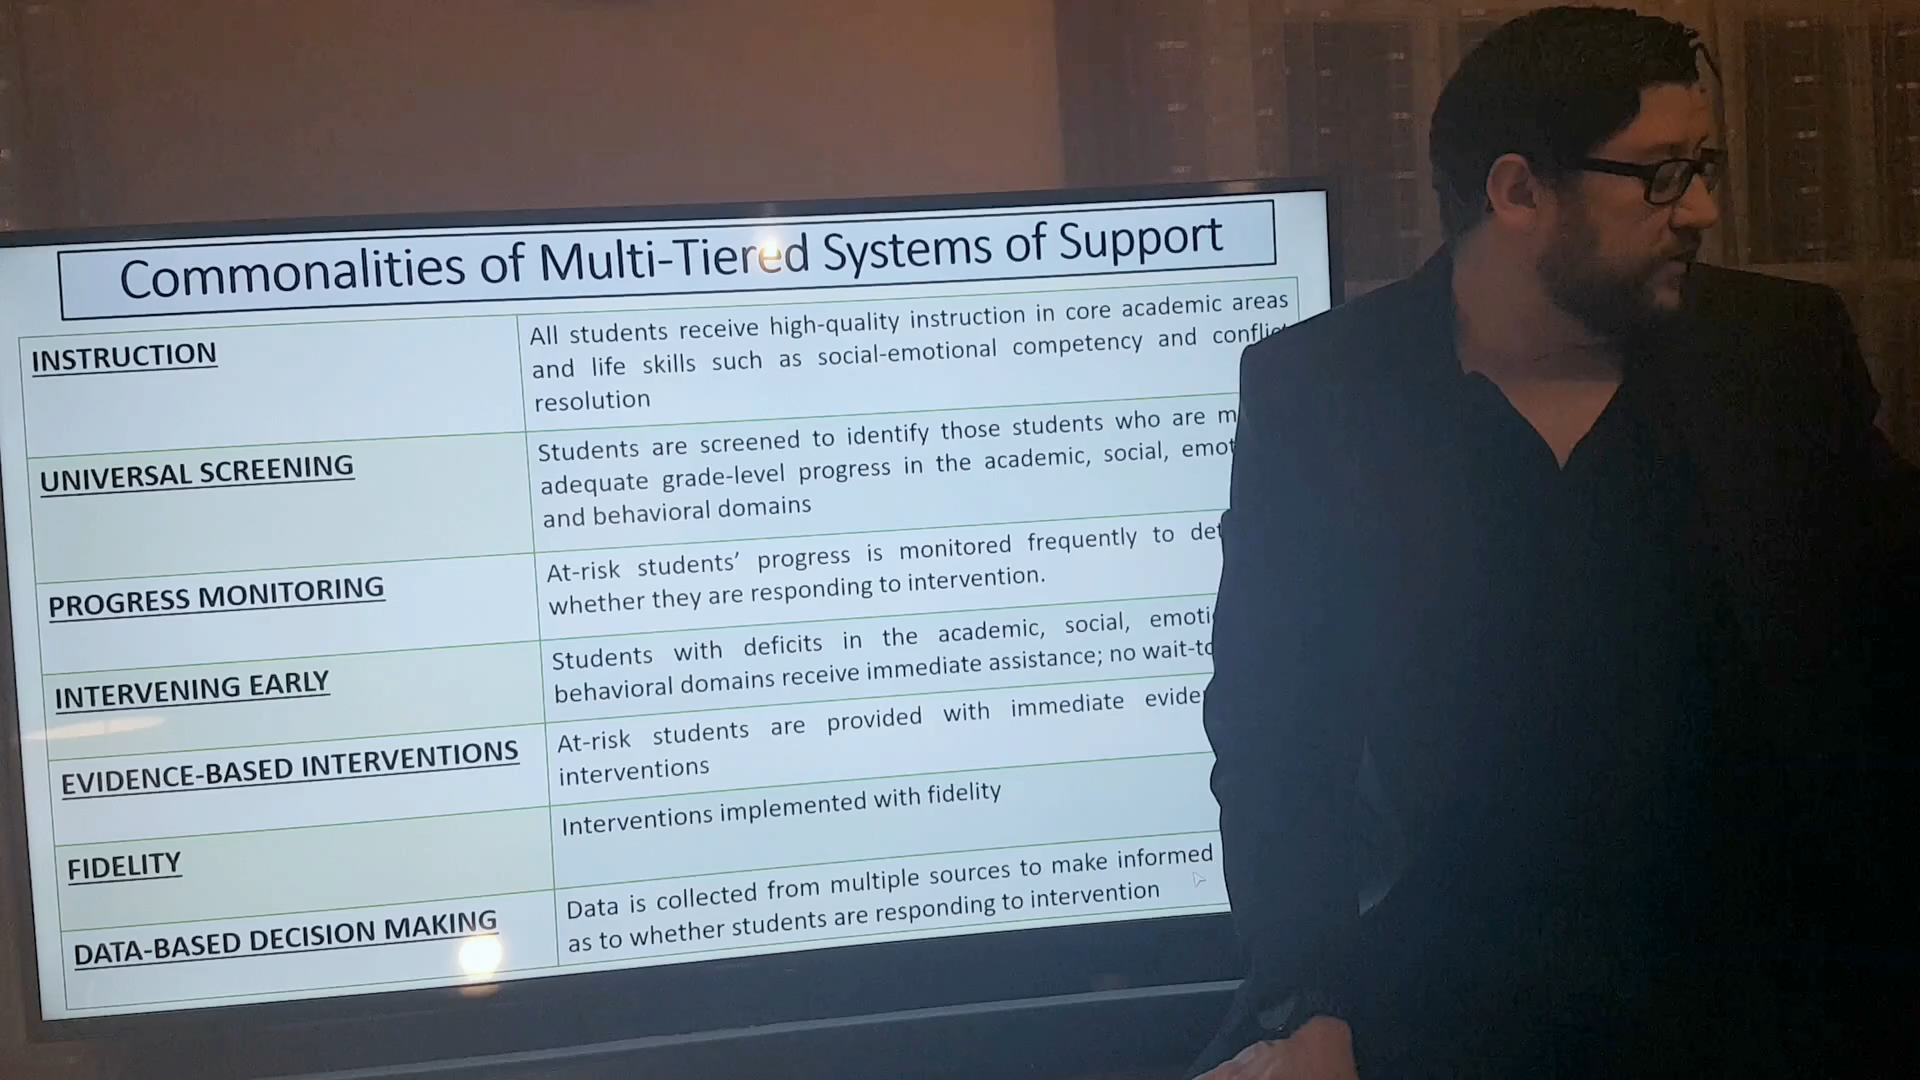 Commonalities of Multi-Tiered Systems of Support
INSTRUCTION
All students receive high-quality instruction in core academic areas
and life skills such as social-emotional competency and
resolution
UNIVERSAL SCREENING
Students are screened to identify those students who are
adequate grade-level progress in the academic, social,
and behavioral domains
PROGRESS MONITORING
At-risk students' progress is monitored frequently to
whether they are responding to intervention.
INTERVENING EARLY
Students with deficits in the academic, social,
behavioral domains receive immediate assistance; no
EVIDENCE-BASED INTERVENTIONS
At-risk students are provided with immediate
interventions
FIDELITY
Interventions implemented with fidelity
DATA-BASED DECISION MAKING
Data is collected from multiple sources to make informed
as to whether students are responding to intervention